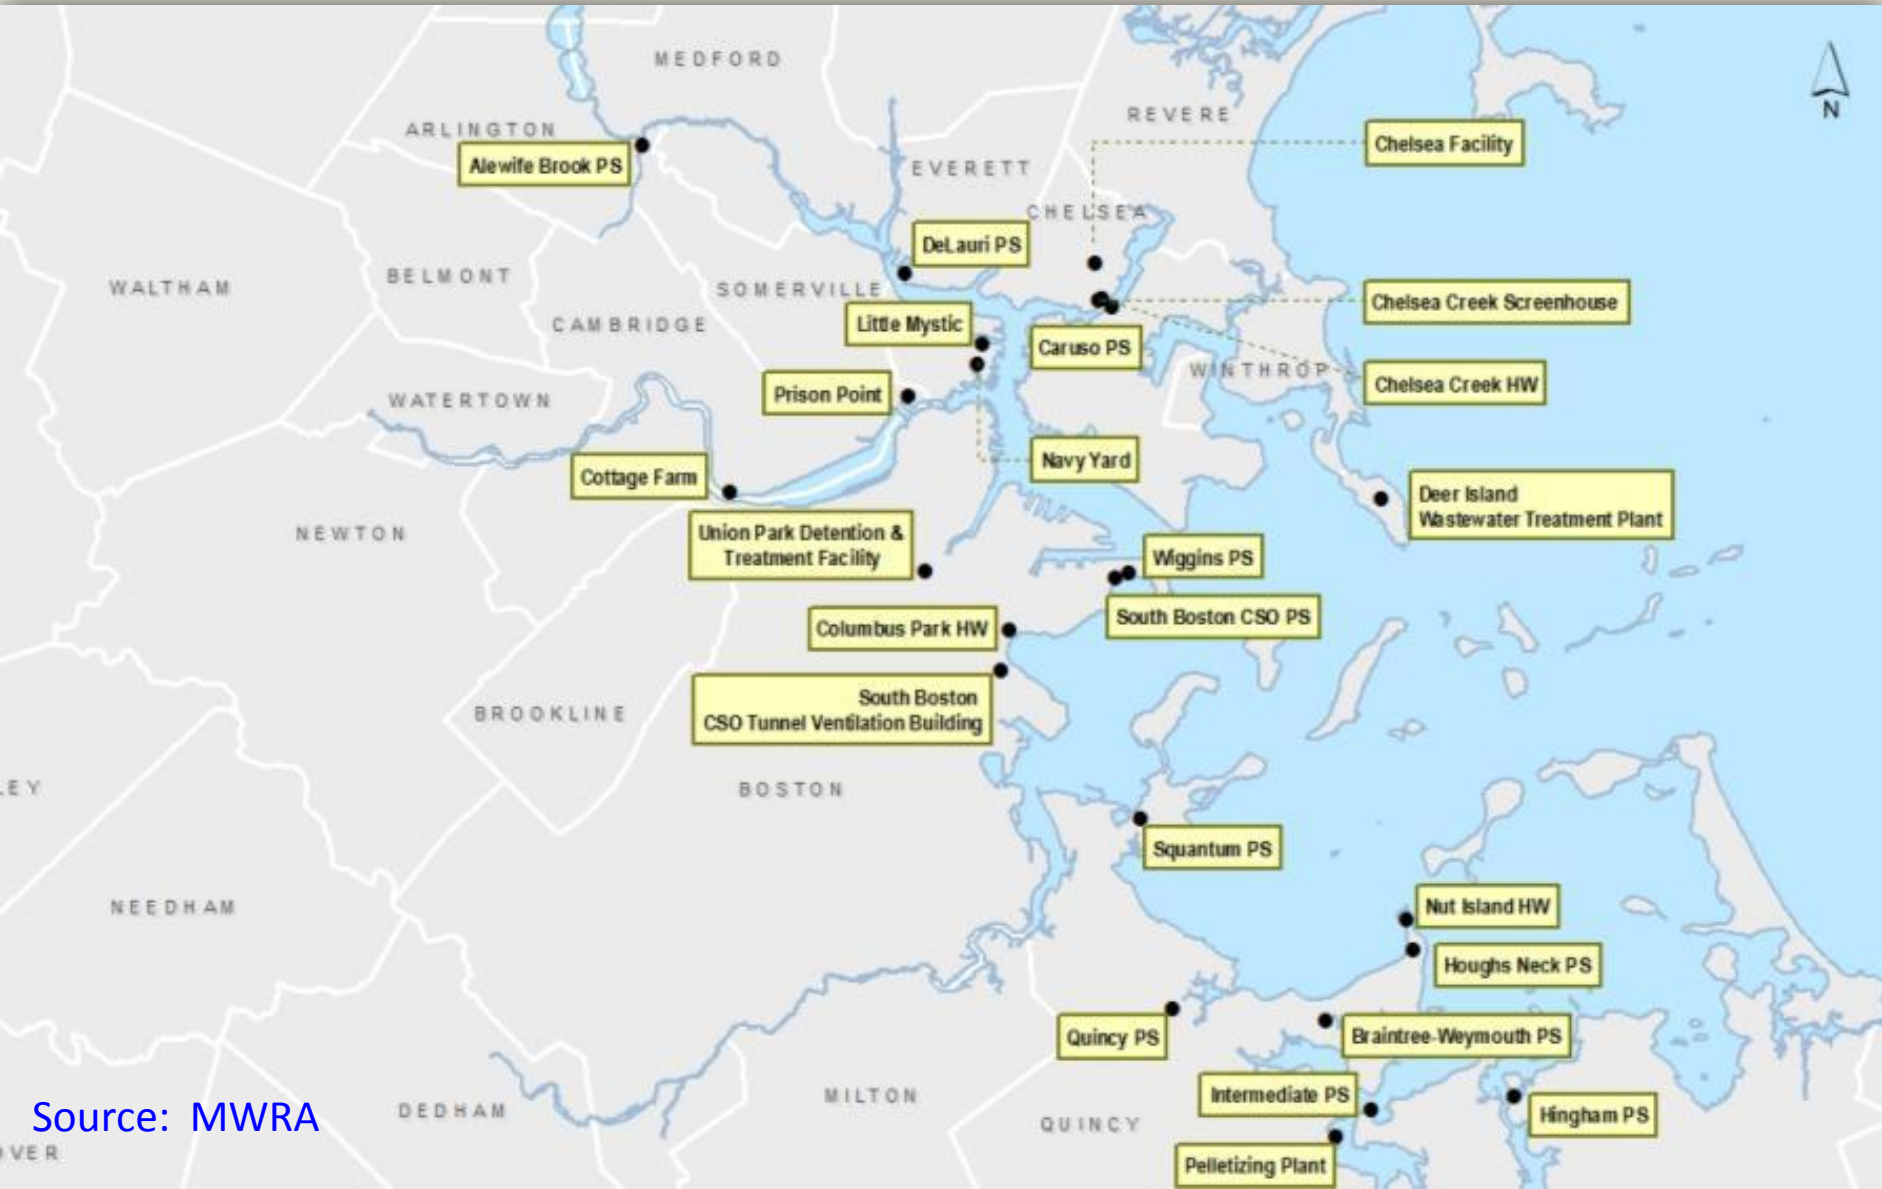 MEDFORD
N
REVERE
ARLINGTON
Chelsea Facility
Alewife Brook PS
EVERETT
CHELSEA
DeLauri PS
BELMONT
WALTHAM
SOMERVILLE
Chelsea Creek Screenhouse
CAMBRIDGE
Little Mystic
Caruso PS
WINTHROP
Chelsea Creek HW
Prison Point
WATERTOWN
Navy Yard
Cottage Farm
Deer Island
Wastewater Treatment Plant
NEWTON
Union Park Detention &
Treatment Facility
Wiggins PS
South Boston CSO PS
Columbus Park HW
South Boston
CSO Tunnel Ventilation Building
BROOKLINE
LEY
BOSTON
Squantum PS
NEEDHAM
Nut Island HW
Houghs Neck PS
Quincy PS
Braintree-Weymouth PS
Intermediate PS
MILTON
DEDHAM
Source: MWRA
Hingham PS
QUINCY
OVER
Pelletizing Plant